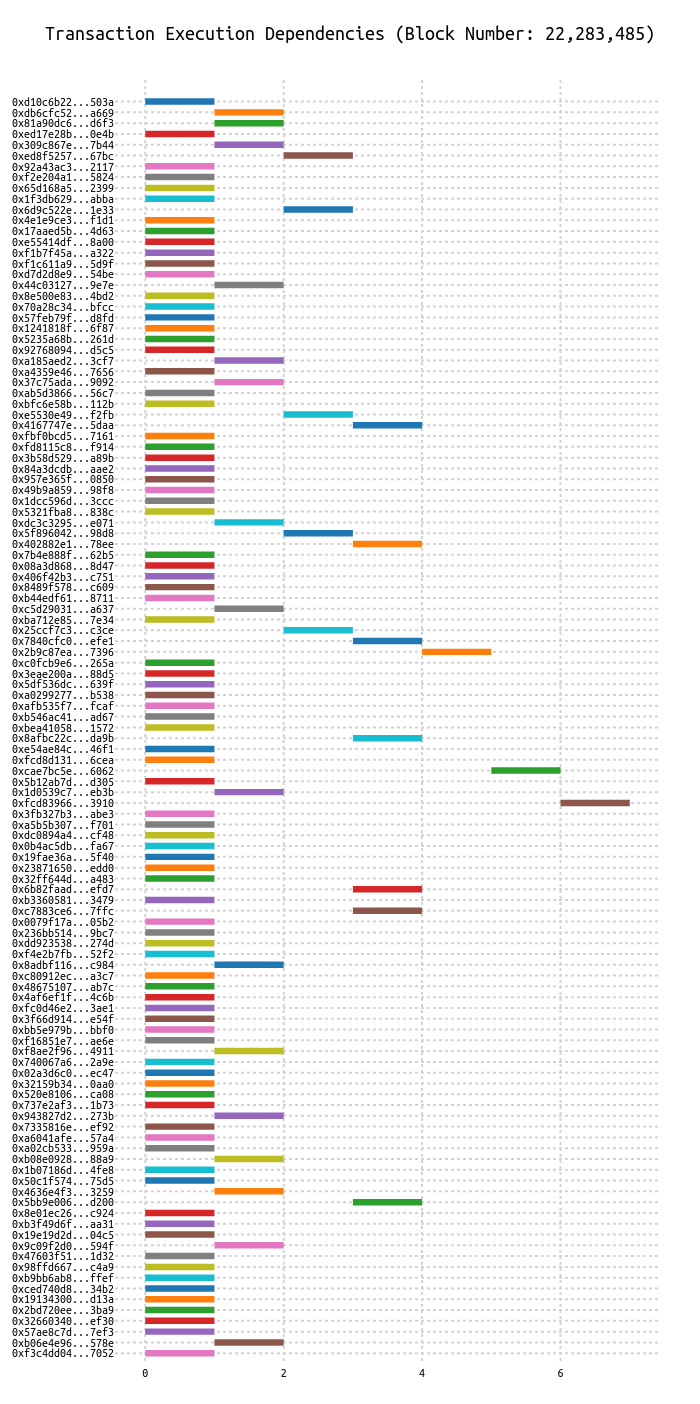 Transaction Execution Dependencies (Block Number: 22,283,485)
0xd10c6b22...503a
0xdb6cfc52...a669
0x81a90dc6...d6f3
0xed17e28b...0e4b
0x309c867e...7b44
0xed8f5257...67bc
0x92a43ac3...2117
0xf2e204a1...5824
0x65d168a5...2399
0x1f3db629...abba
0x6d9c522e...1e33
0x4e1e9ce3...f1d1
0x17aaed5b...4d63
0xe55414df...8a00
0xf1b7f45a...a322
0xf1c611a9...5d9f
0xd7d2d8e9...54be
0x44c03127...9e7e
0x8e500e83...4bd2
0x70a28c34...bfcc
0x57feb79f...d8fd
0x1241818f...6f87
0x5235a68b...261d
0x92768094...d5c5
0xa185aed2...3cf7
0xa4359e46...7656
0x37c75ada...9092
0xab5d3866...56c7
0xbfc6e58b...112b
0xe5530e49...f2fb
0x4167747e...5daa
0xfbf0bcd5...7161
0xfd8115c8...f914
0x3b58d529...a89b
0x84a3dcdb...aae2
0x957e365f...0850
0x49b9a859...98f8
0x1dcc596d...3ccc
0x5321fba8...838c
0xdc3c3295...e071
0x5f896042...98d8
0x402882e1...78ee
0x7b4e888f...62b5
0x08a3d868...8d47
0x406f42b3...c751
0x8489f578...c609
0xb44edf61...8711
0xc5d29031...a637
0xba712e85...7e34
0x25ccf7c3...c3ce
0x7840cfc0...efe1
0x2b9c87ea...7396
0xc0fcb9e6...265a
0x3eae200a...88d5
0x5df536dc...639f
0xa0299277...b538
0xafb535f7...fcaf
0xb546ac41...ad67
0xbea41058...1572
0x8afbc22c...da9b
0xe54ae84c...46f1
0xfcd8d131...6cea
0xcae7bc5e...6062
0x5b12ab7d...d305
0x1d0539c7...eb3b
0xfcd83966...3910
0x3fb327b3...abe3
0xa5b5b307...f701
0xdc0894a4...cf48
0x0b4ac5db...fa67
0x19fae36a...5f40
0x23871650...edd0
0x32ff644d...a483
0x6b82faad...efd7
0xb3360581...3479
0xc7883ce6...7ffc
0x0079f17a...05b2
0x236bb514...9bc7
0xdd923538...274d
0xf4e2b7fb...52f2
0x8adbf116...c984
0xc80912ec...a3c7
0x48675107...ab7c
0x4af6ef1f...4c6b
0xfc0d46e2...3ae1
0x3f66d914...e54f
0xbb5e979b...bbf0
0xf16851e7...ae6e
0xf8ae2f96...4911
0x740067a6...2a9e
0x02a3d6c0...ec47
0x32159b34...0aa0
0x520e8106...ca08
0x737e2af3...1b73
0x943827d2...273b
0x7335816e...ef92
0xa6041afe...57a4
0xa02cb533...959a
0xb08e0928...88a9
0x1b07186d...4fe8
0x50c1f574...75d5
0x4636e4f3...3259
0x5bb9e006...d200
0x8e01ec26...c924
0xb3f49d6f...aa31
0x19e19d2d...04c5
0x9c09f2d0...594f
0x47603f51...1d32
0x98ffd667...c4a9
0xb9bb6ab8...ffef
0xced740d8...34b2
0x19134300...d13a
0x2bd720ee...3ba9
0x32660340...ef30
0x57ae8c7d...7ef3
0xb06e4e96...578e
0xf3c4dd04...7052
0 2 4 6